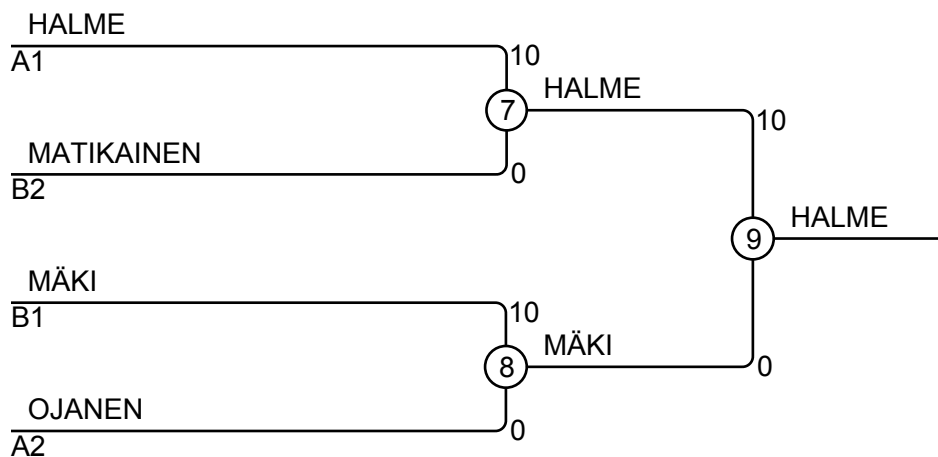 HALME
A1
10
7
HALME
MATIKAINEN
B2
0
10
9
HALME
MÄKI
B1
10
8
MÄKI
0
OJANEN
A2
0